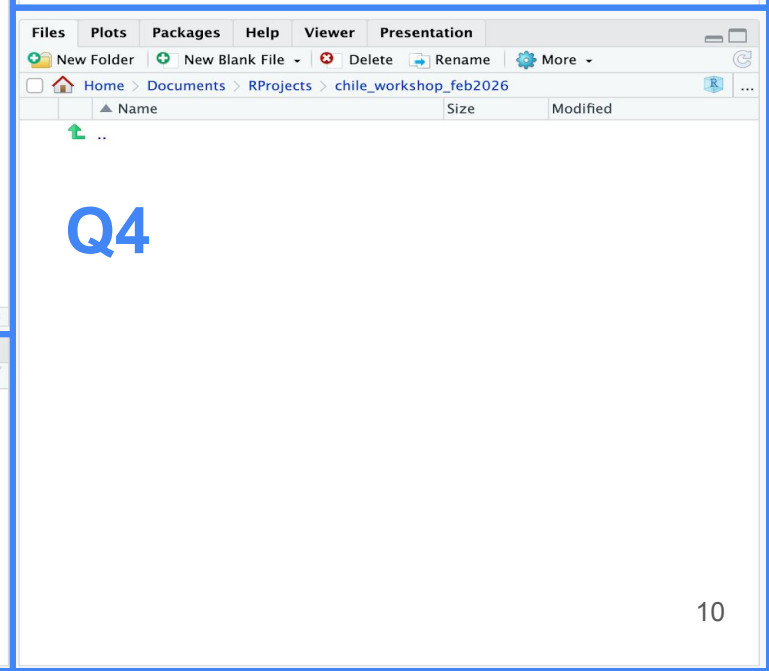 Files Plots Packages Help Viewer Presentation
New Folder New Blank File Delete Rename More
Home > Documents > RProjects > chile_workshop_feb2026 R ...
Name Size Modified
..
Q4
10